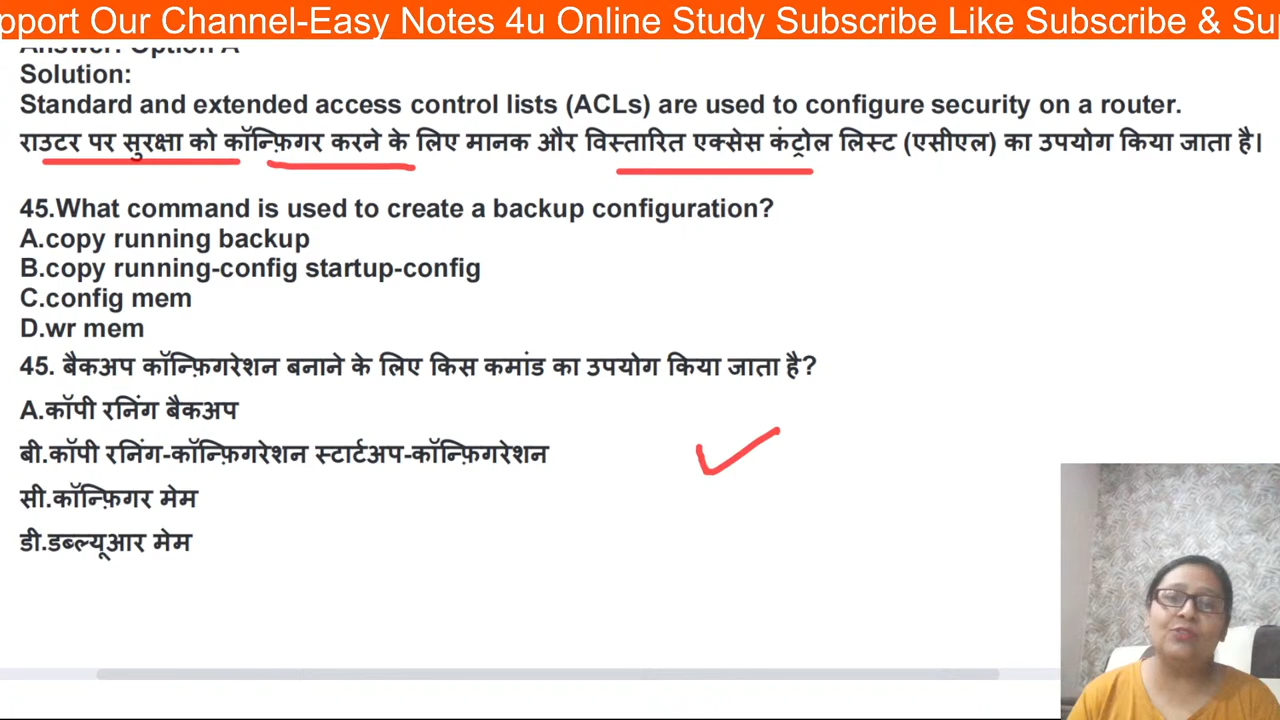 pport Our Channel-Easy Notes 4u Online Study Subscribe Like Subscribe & Su
Answer: Option A
Solution:
Standard and extended access control lists (ACLs) are used to configure security on a router.
राउटर पर सुरक्षा को कॉन्फ़िगर करने के लिए मानक और विस्तारित एक्सेस कंट्रोल लिस्ट (एसीएल) का उपयोग किया जाता है।
45.What command is used to create a backup configuration?
A.copy running backup
B.copy running-config startup-config
C.config mem
D.wr mem
45. बैकअप कॉन्फ़िगरेशन बनाने के लिए किस कमांड का उपयोग किया जाता है?
A.कॉपी रनिंग बैकअप
बी.कॉपी रनिंग-कॉन्फ़िगरेशन स्टार्टअप-कॉन्फ़िगरेशन
सी.कॉन्फ़िगर मेम
डी.डब्ल्यूआर मेम